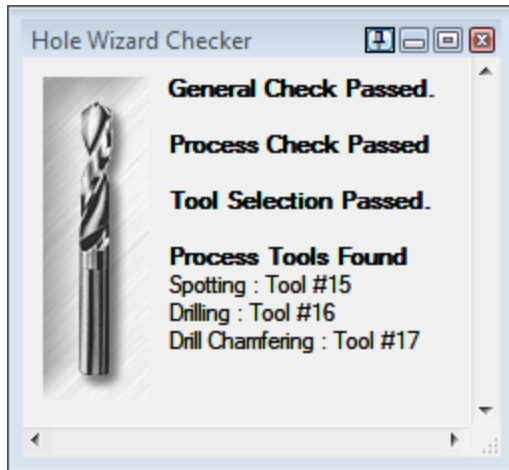 Hole Wizard Checker
General Check Passed.
Process Check Passed
Tool Selection Passed.
Process Tools Found
Spotting : Tool #15
Drilling : Tool #16
Drill Chamfering : Tool #17